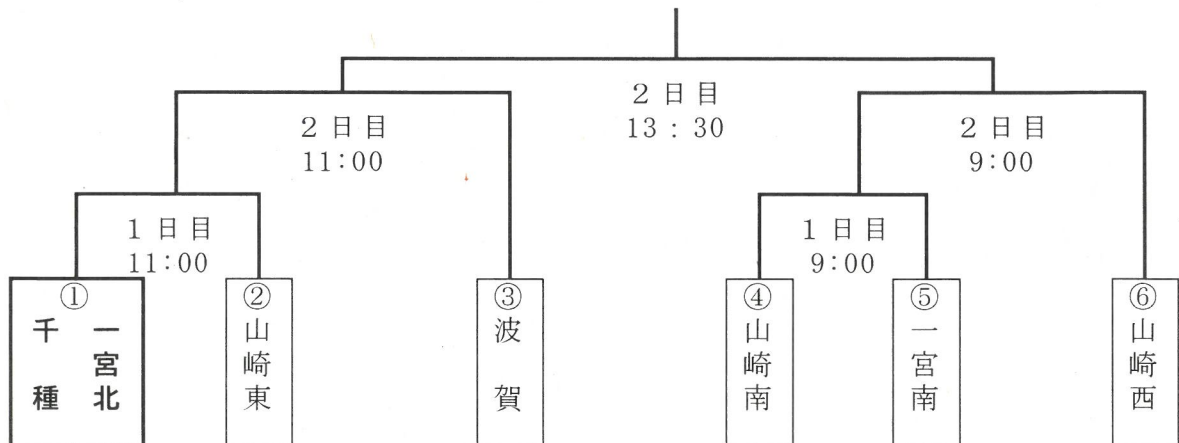 2日目
13:30
2日目
11:00
2日目
9:00
1日目
11:00
1日目
9:00
①
一宮北
千種
②
山崎東
③
波賀
④
山崎南
⑤
一宮南
⑥
山崎西